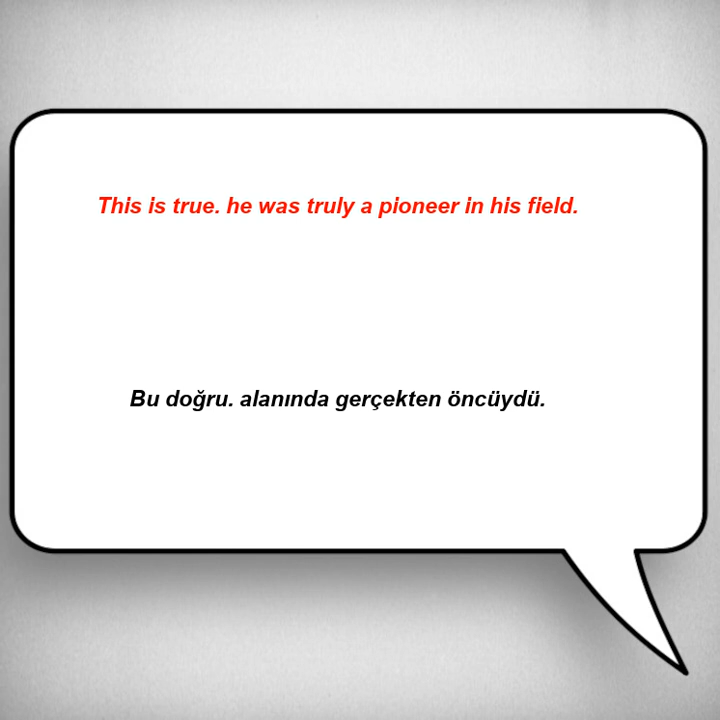 This is true. he was truly a pioneer in his field.
Bu doğru. alanında gerçekten öncüydü.